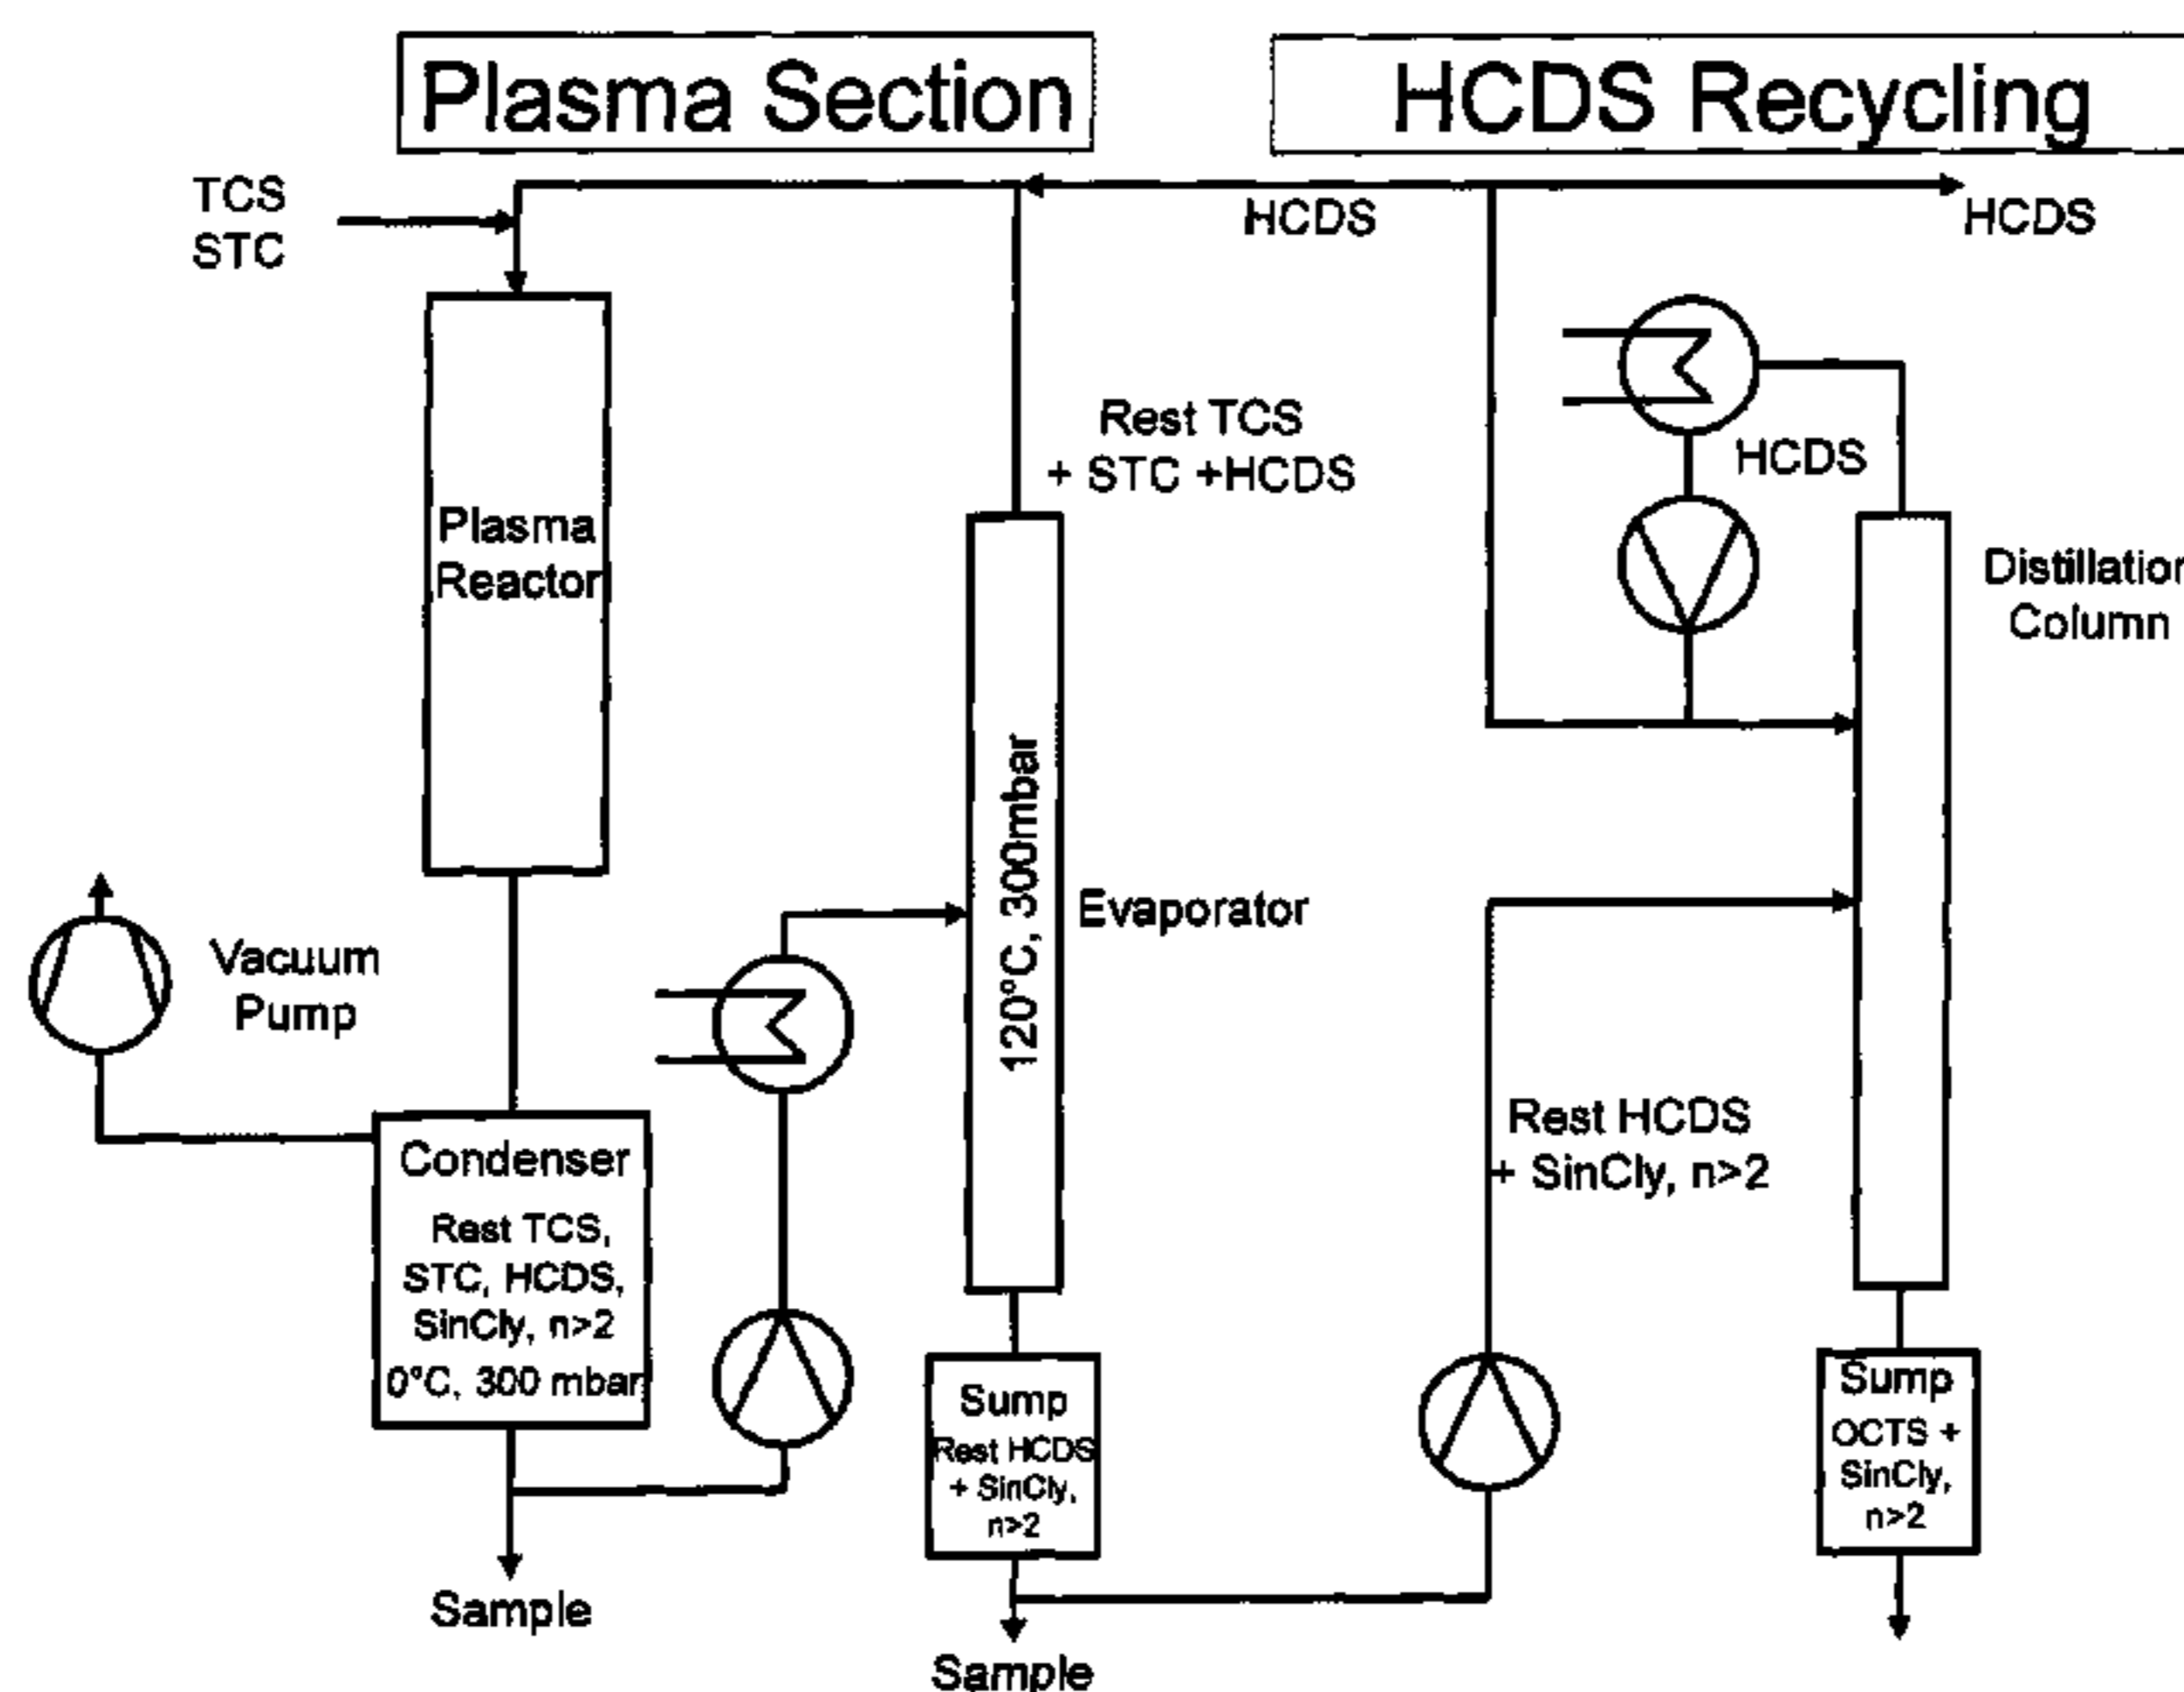 Plasma Section
HCDS Recycling
TCS
STC
HCDS
HCDS
Rest TCS
+ STC +HCDS
HCDS
Plasma
Reactor
Distillation
Column
120°C, 300mbar
Evaporator
Vacuum
Pump
Condenser
Rest TCS,
STC, HCDS,
SinCly, n>2
0°C, 300 mbar
Rest HCDS
+ SinCly, n>2
Sump
Rest HCDS
+ SinCly,
n>2
Sump
OCTS +
SinCly,
n>2
Sample
Sample